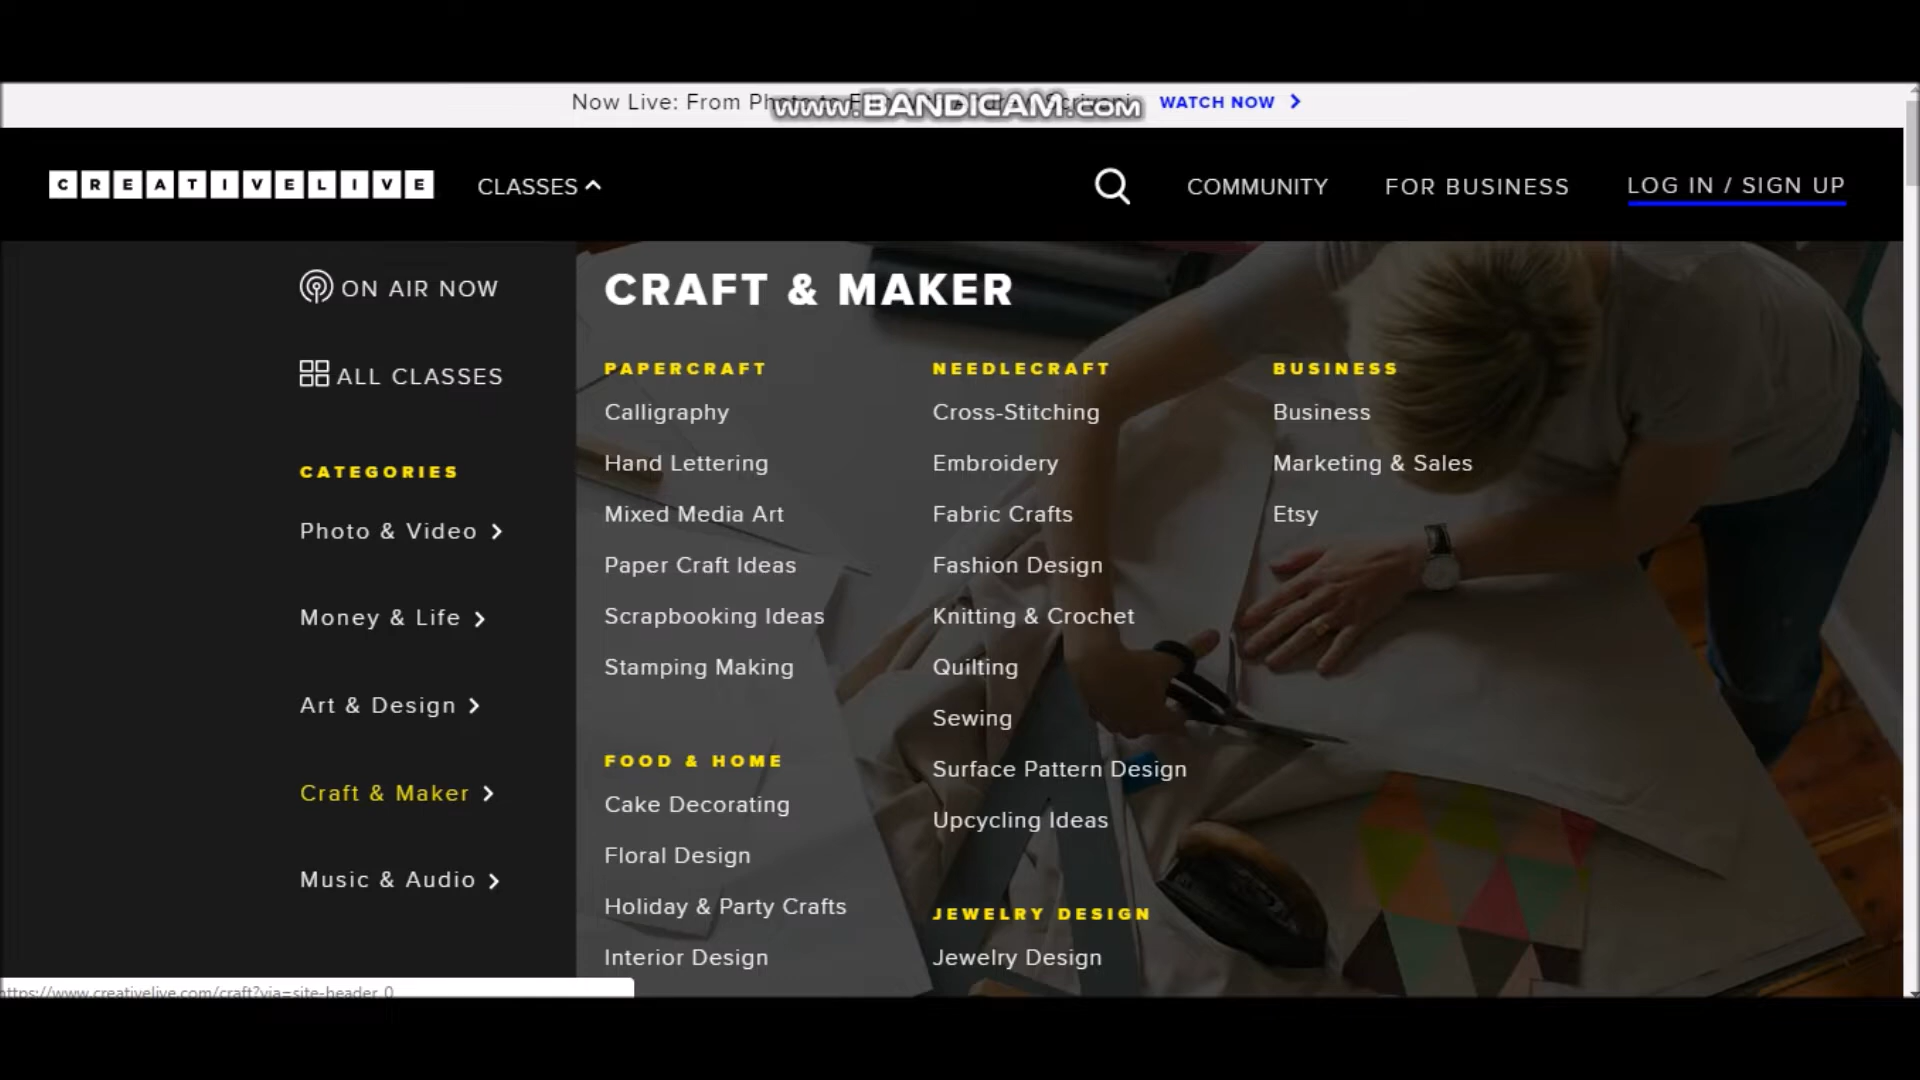 Now Live: From Photo to
WATCH NOW
www.BANDICAM.com
CREATIVELIVE
CLASSES
COMMUNITY
FOR BUSINESS
LOG IN / SIGN UP
ON AIR NOW
ALL CLASSES
CATEGORIES
Photo & Video
Money & Life
Art & Design
Craft & Maker
Music & Audio
CRAFT & MAKER
PAPERCRAFT
Calligraphy
Hand Lettering
Mixed Media Art
Paper Craft Ideas
Scrapbooking Ideas
Stamping Making
FOOD & HOME
Cake Decorating
Floral Design
Holiday & Party Crafts
Interior Design
NEEDLECRAFT
Cross-Stitching
Embroidery
Fabric Crafts
Fashion Design
Knitting & Crochet
Quilting
Sewing
Surface Pattern Design
Upcycling Ideas
JEWELRY DESIGN
Jewelry Design
BUSINESS
Business
Marketing & Sales
Etsy
https://www.creativelive.com/craft?via=site-header_0